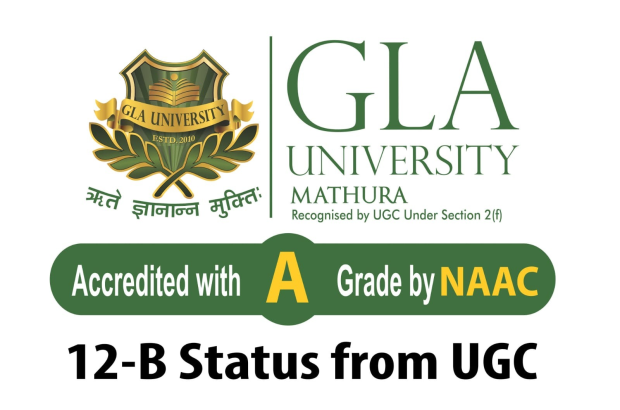 GLA UNIVERSITY
ESTD. 2010
ऋते ज्ञानान्न मुक्तिः
GLA
UNIVERSITY
MATHURA
Recognised by UGC Under Section 2(f)
Accredited with A Grade by NAAC
12-B Status from UGC